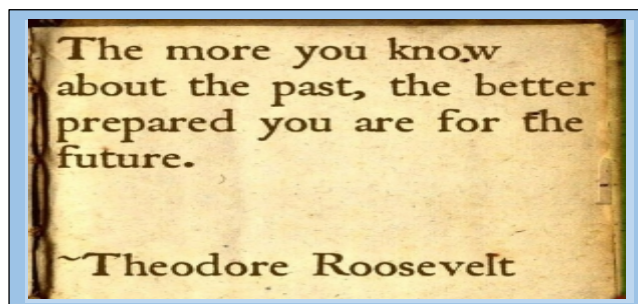 The more you know
about the past, the better
prepared you are for the
future.
~Theodore Roosevelt